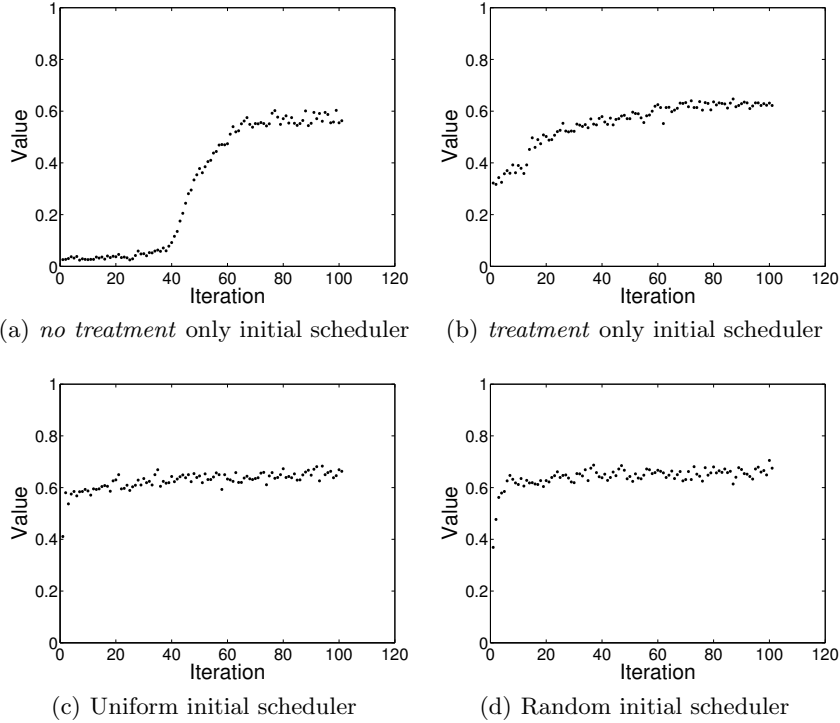 1
0.8
0.6
0.4
0.2
0
Value
0 20 40 60 80 100 120
Iteration
(a) no treatment only initial scheduler
1
0.8
0.6
0.4
0.2
0
Value
0 20 40 60 80 100 120
Iteration
(b) treatment only initial scheduler
1
0.8
0.6
0.4
0.2
0
Value
0 20 40 60 80 100 120
Iteration
(c) Uniform initial scheduler
1
0.8
0.6
0.4
0.2
0
Value
0 20 40 60 80 100 120
Iteration
(d) Random initial scheduler